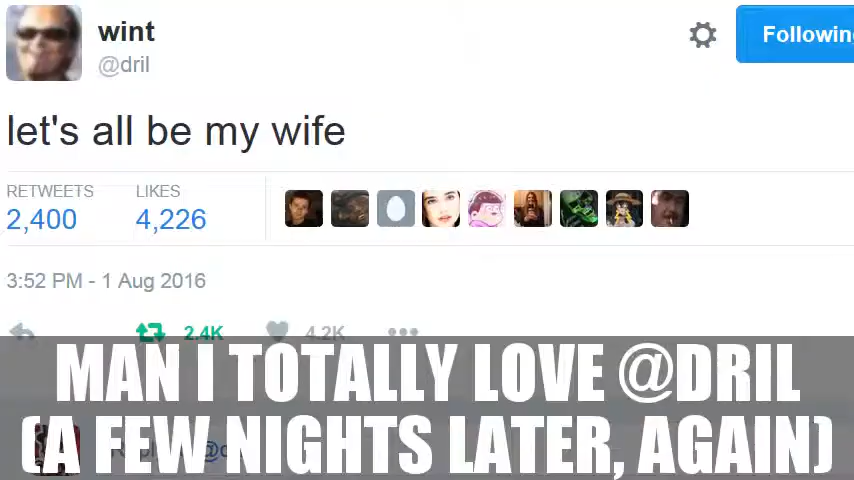 wint
@dril
Following
let's all be my wife
RETWEETS
2,400
LIKES
4,226
3:52 PM - 1 Aug 2016
2.4K
4.2K
MAN I TOTALLY LOVE @DRIL
(A FEW NIGHTS LATER, AGAIN)